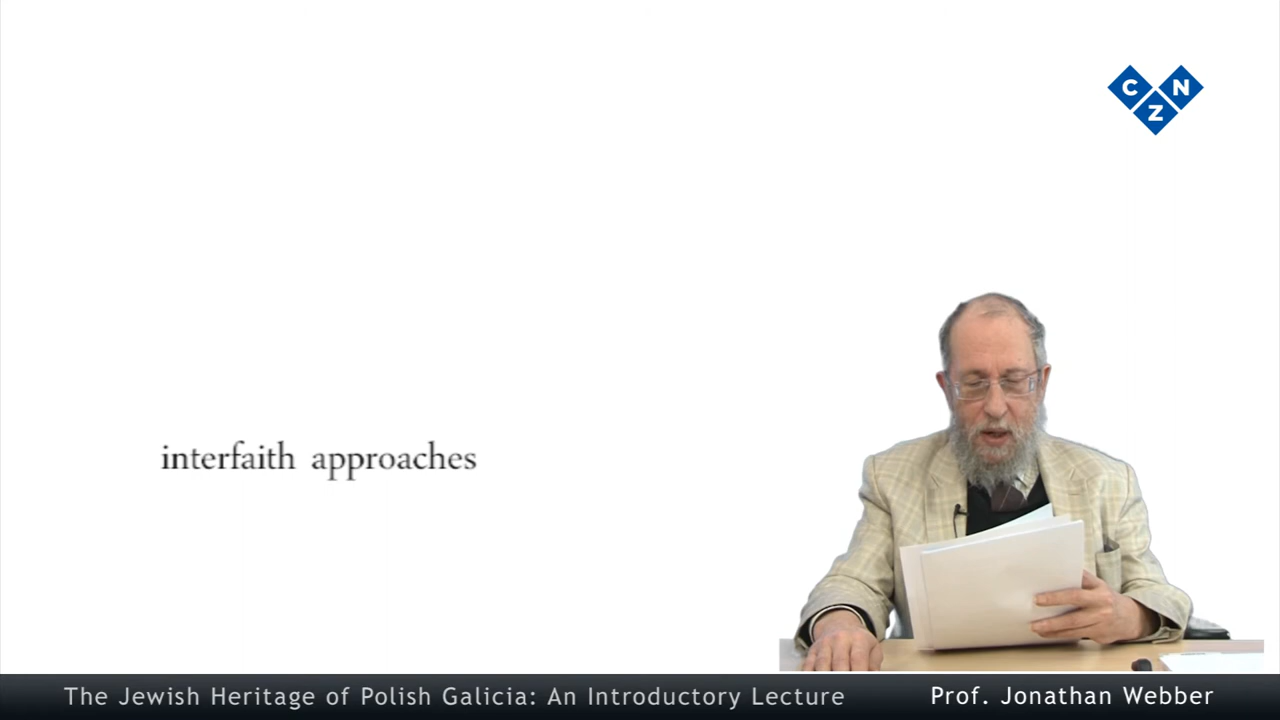 C N
Z
interfaith approaches
The Jewish Heritage of Polish Galicia: An Introductory Lecture Prof. Jonathan Webber